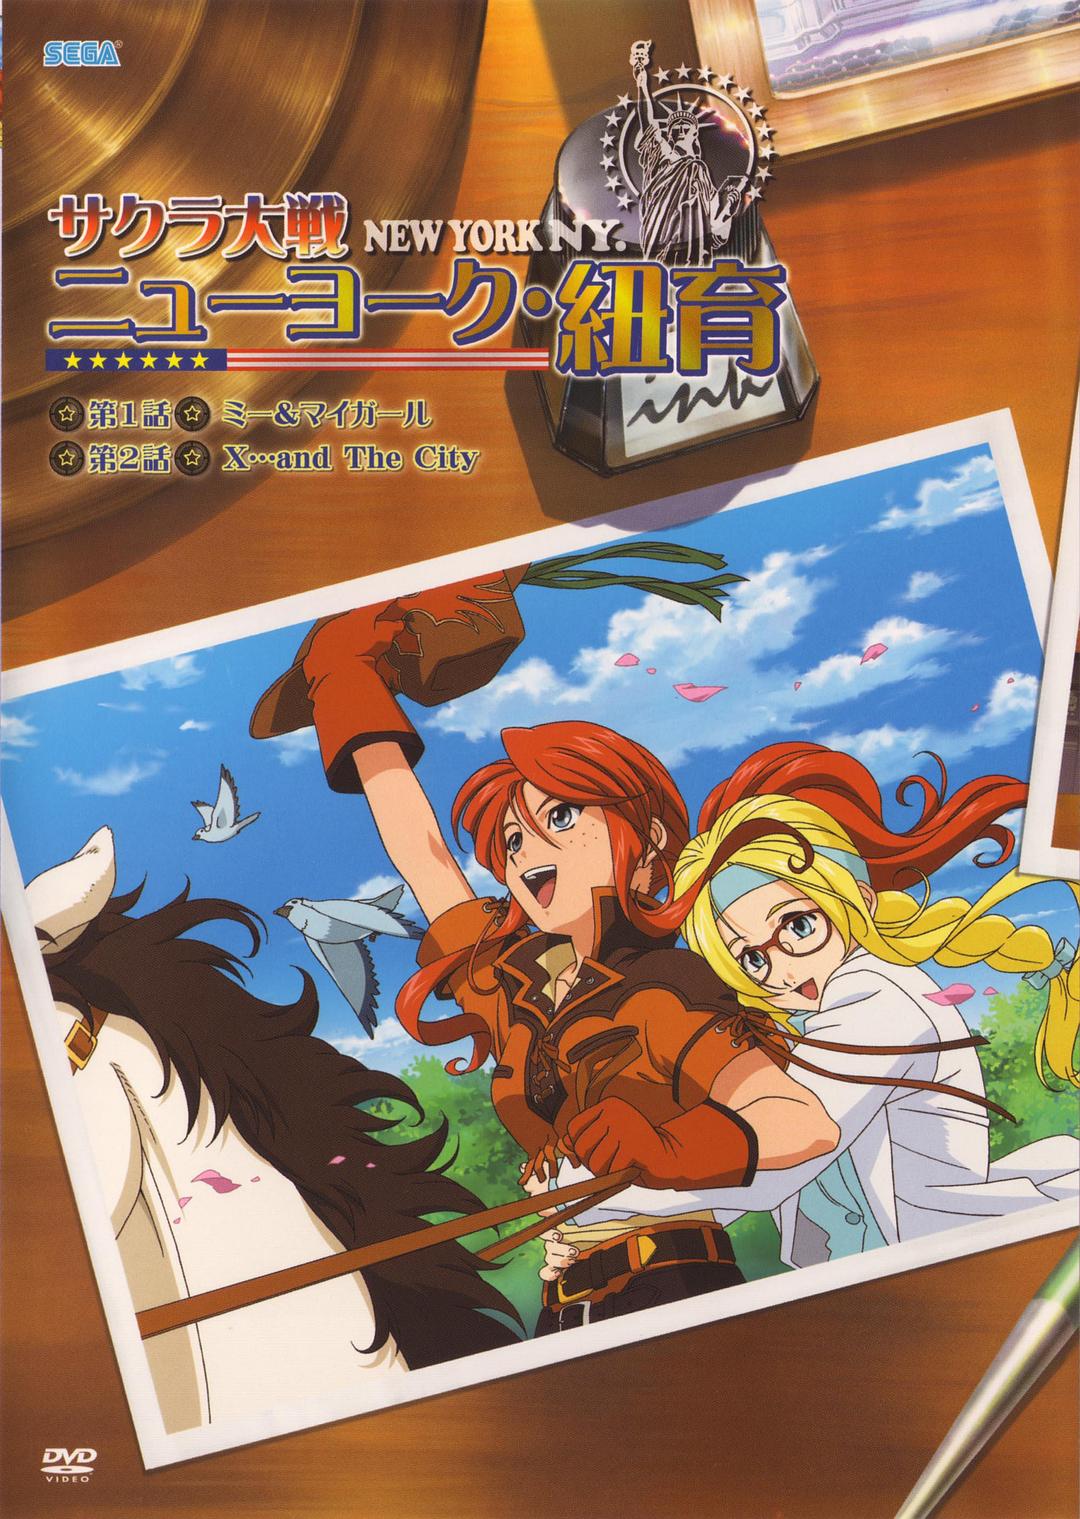 SEGA®
サクラ大戦 NEW YORK NY.
ニューヨーク・紐育
ink
第1話 ミー&マイガール
第2話 X…and The City
DVD
VIDEO